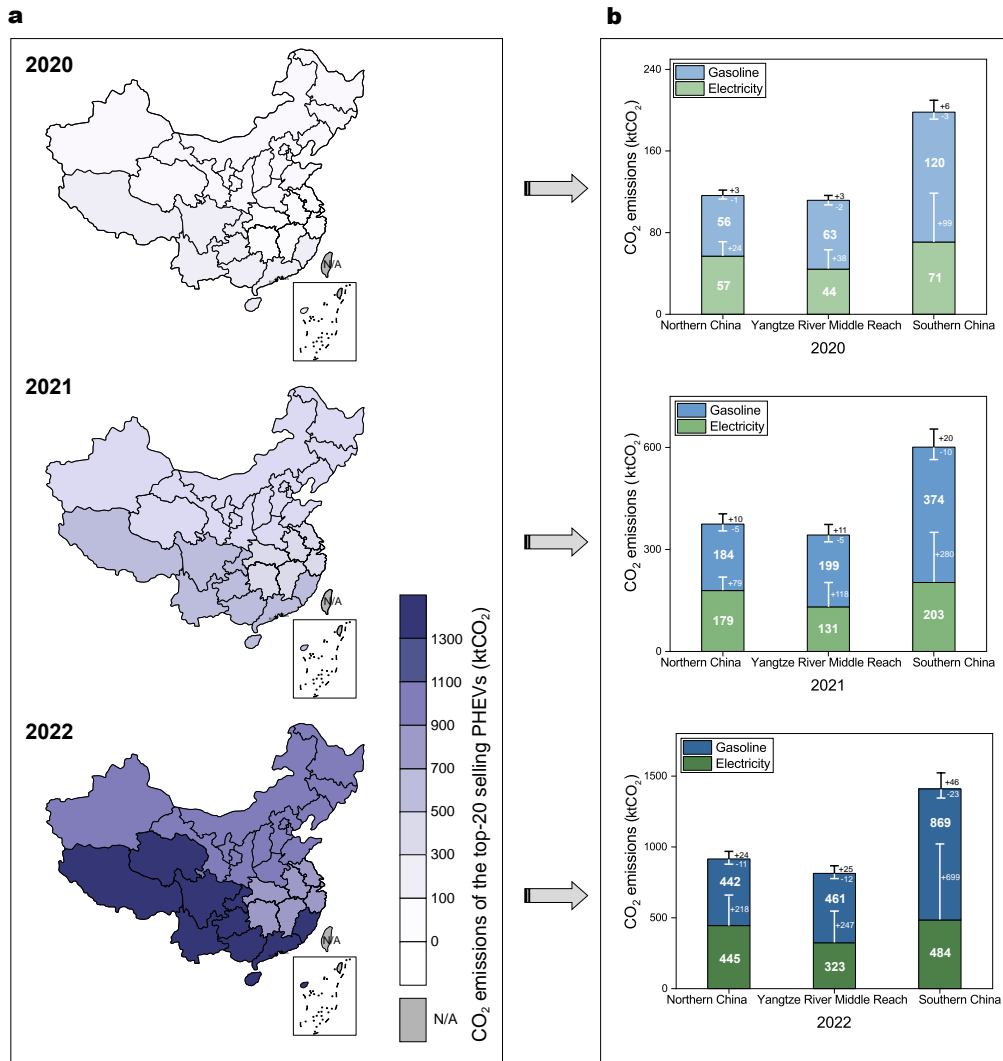 a
2020
N/A
2021
N/A
2022
N/A
1300
1100
900
700
500
300
100
0
N/A
CO2 emissions of the top-20 selling PHEVs (ktCO2)
b
Gasoline
Electricity
CO2 emissions (ktCO2)
240
160
80
0
+3
-1
56
+24
57
+3
-2
63
+38
44
+6
-3
120
+99
71
Northern China
Yangtze River Middle Reach
Southern China
2020
Gasoline
Electricity
CO2 emissions (ktCO2)
600
300
0
+10
-5
184
+79
179
+11
-5
199
+118
131
+20
-10
374
+280
203
Northern China
Yangtze River Middle Reach
Southern China
2021
Gasoline
Electricity
CO2 emissions (ktCO2)
1500
1000
500
0
+24
-11
442
+218
445
+25
-12
461
+247
323
+46
-23
869
+699
484
Northern China
Yangtze River Middle Reach
Southern China
2022